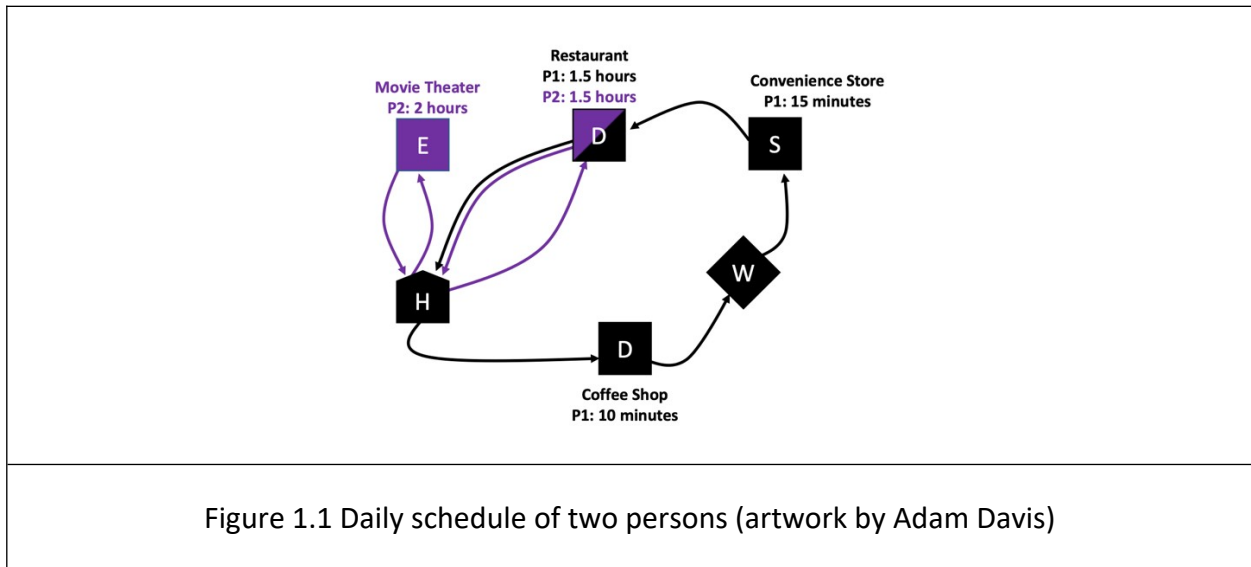 Restaurant
P1: 1.5 hours
P2: 1.5 hours
Movie Theater
P2: 2 hours
Convenience Store
P1: 15 minutes
E
D
S
H
W
D
Coffee Shop
P1: 10 minutes
Figure 1.1 Daily schedule of two persons (artwork by Adam Davis)